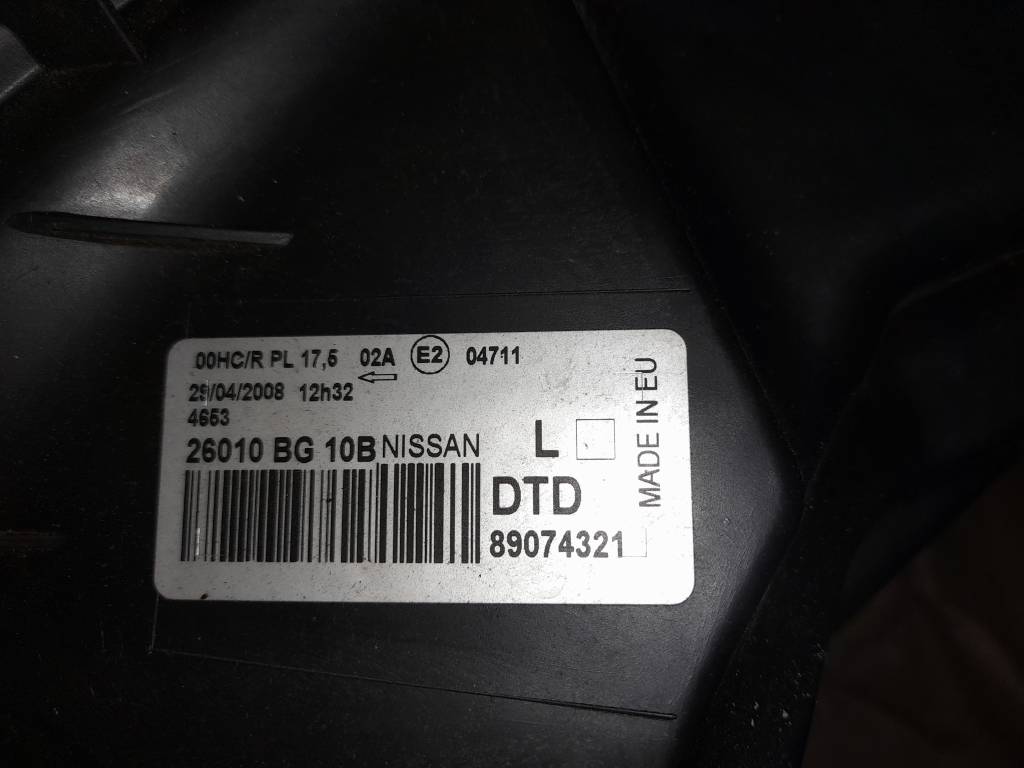 00HC/R PL 17,5 02A E2 04711
29/04/2008 12h32
4653
26010 BG 10B NISSAN L
DTD
89074321
MADE IN EU